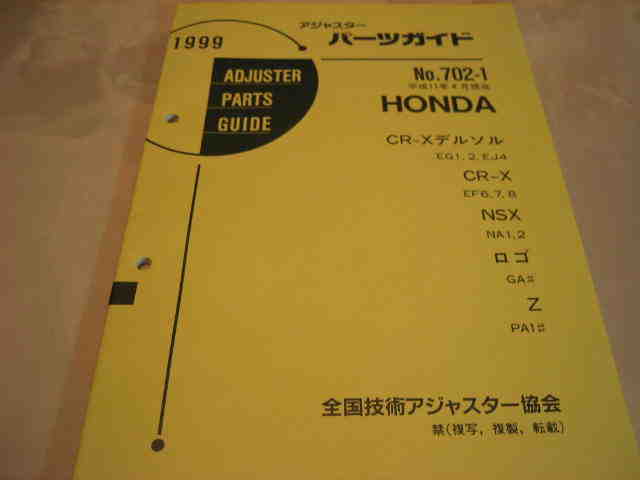 1999
アジャスター
パーツガイド
ADJUSTER
PARTS
GUIDE
No.702-1
平成11年4月現在
HONDA
CR-Xデルソル
EG1,2,EJ4
CR-X
EF6,7,8
NSX
NA1,2
ロゴ
GA#
Z
PA1#
全国技術アジャスター協会
禁(複写,複製,転載)